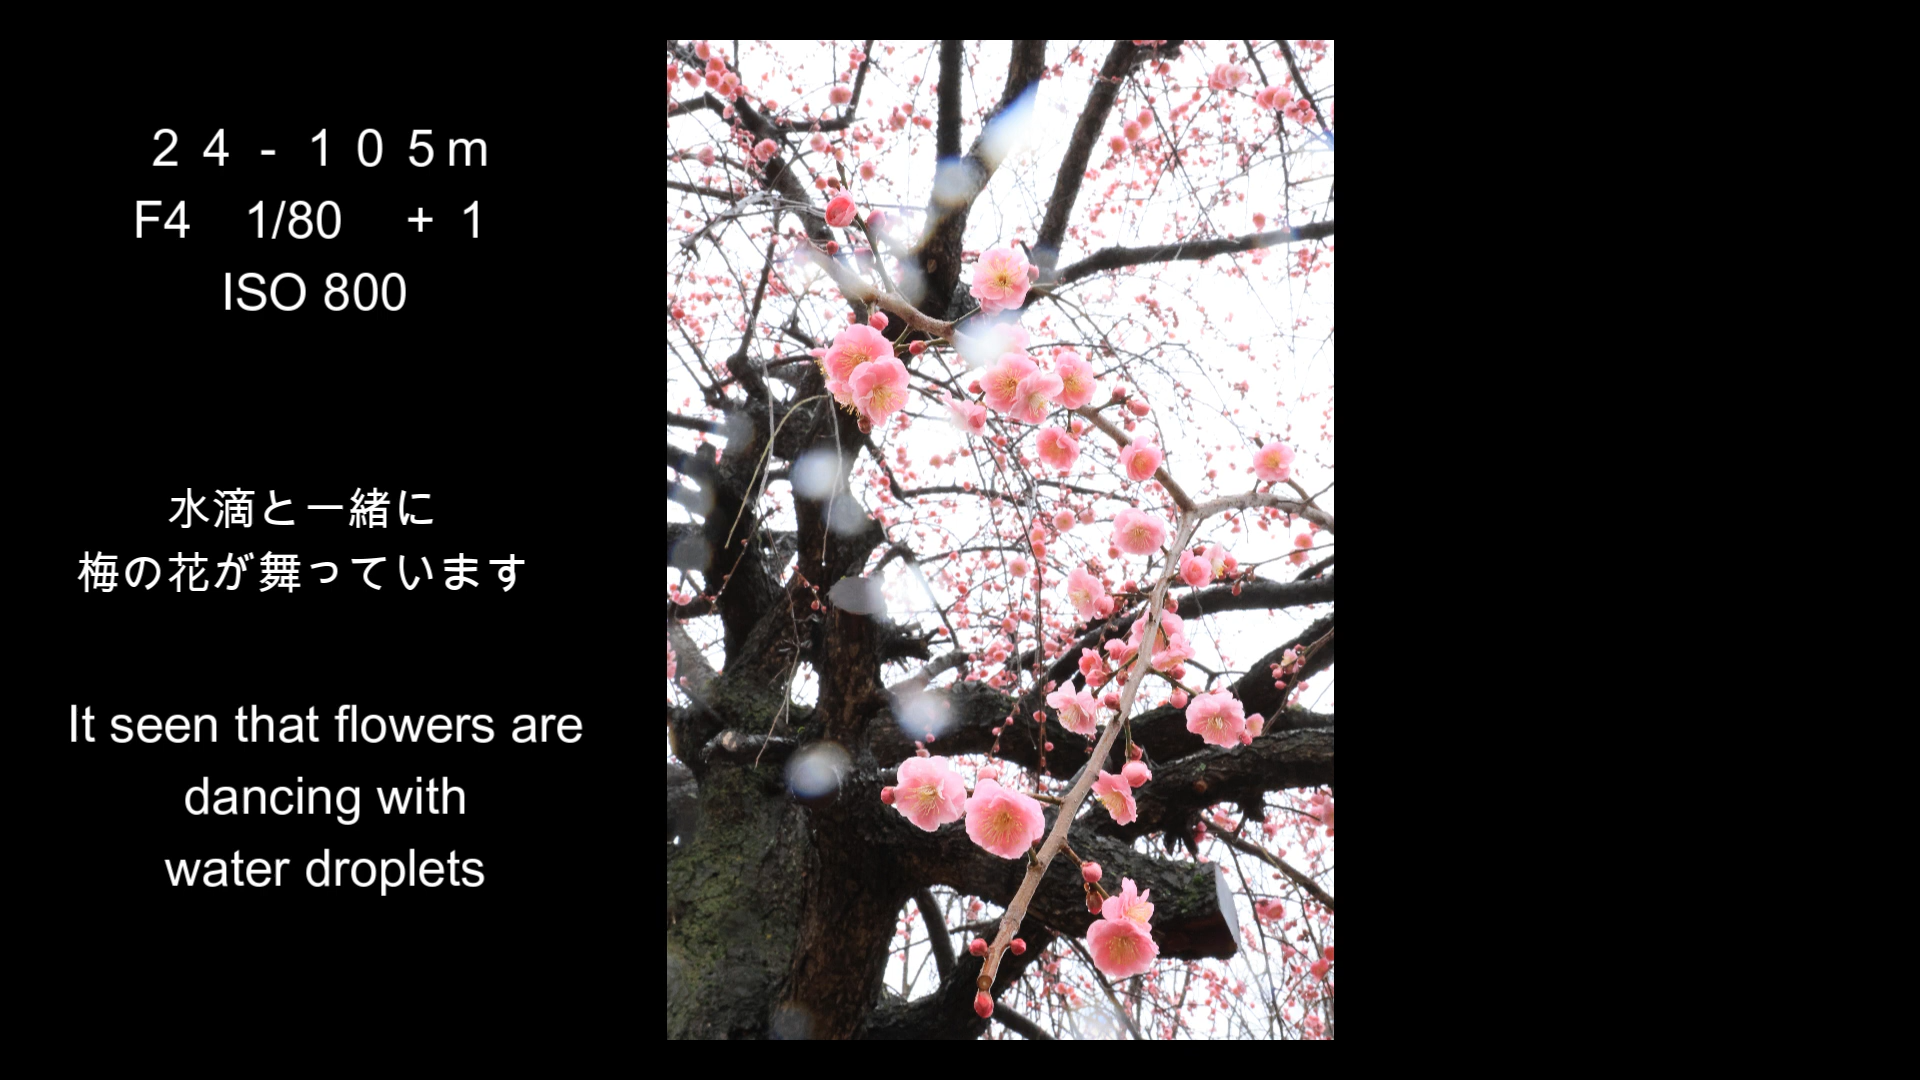 ２４-１０５m
F4 1/80 +１
ISO 800
水滴と一緒に
梅の花が舞っています
It seen that flowers are
dancing with
water droplets